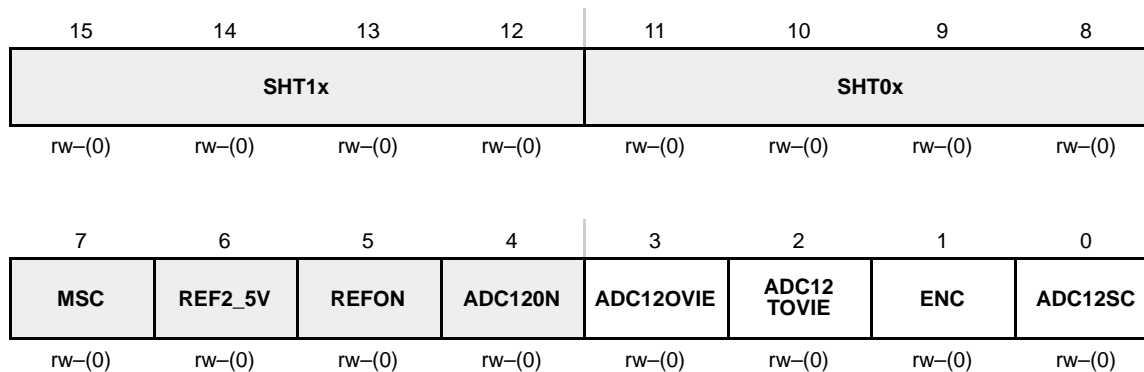 15 14 13 12 11 10 9 8
SHT1x SHT0x
rw–(0) rw–(0) rw–(0) rw–(0) rw–(0) rw–(0) rw–(0) rw–(0)
7 6 5 4 3 2 1 0
MSC REF2_5V REFON ADC120N ADC12OVIE ADC12
TOVIE ENC ADC12SC
rw–(0) rw–(0) rw–(0) rw–(0) rw–(0) rw–(0) rw–(0) rw–(0)